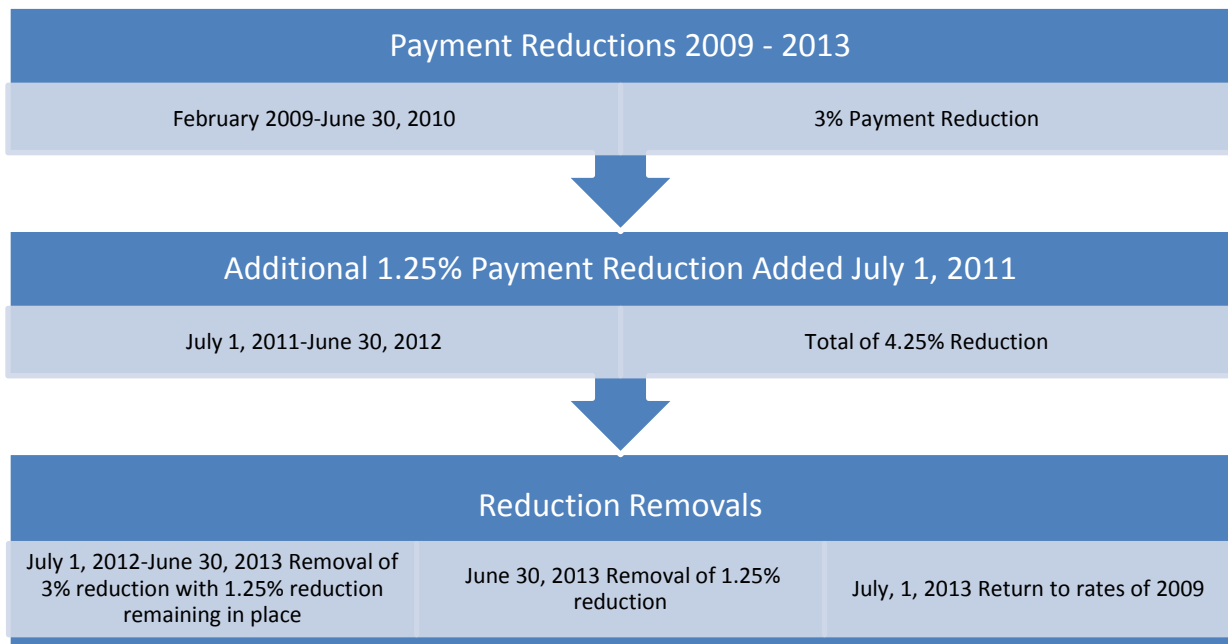 Payment Reductions 2009 - 2013
February 2009-June 30, 2010
3% Payment Reduction
Additional 1.25% Payment Reduction Added July 1, 2011
July 1, 2011-June 30, 2012
Total of 4.25% Reduction
Reduction Removals
July 1, 2012-June 30, 2013 Removal of
3% reduction with 1.25% reduction
remaining in place
June 30, 2013 Removal of 1.25%
reduction
July, 1, 2013 Return to rates of 2009